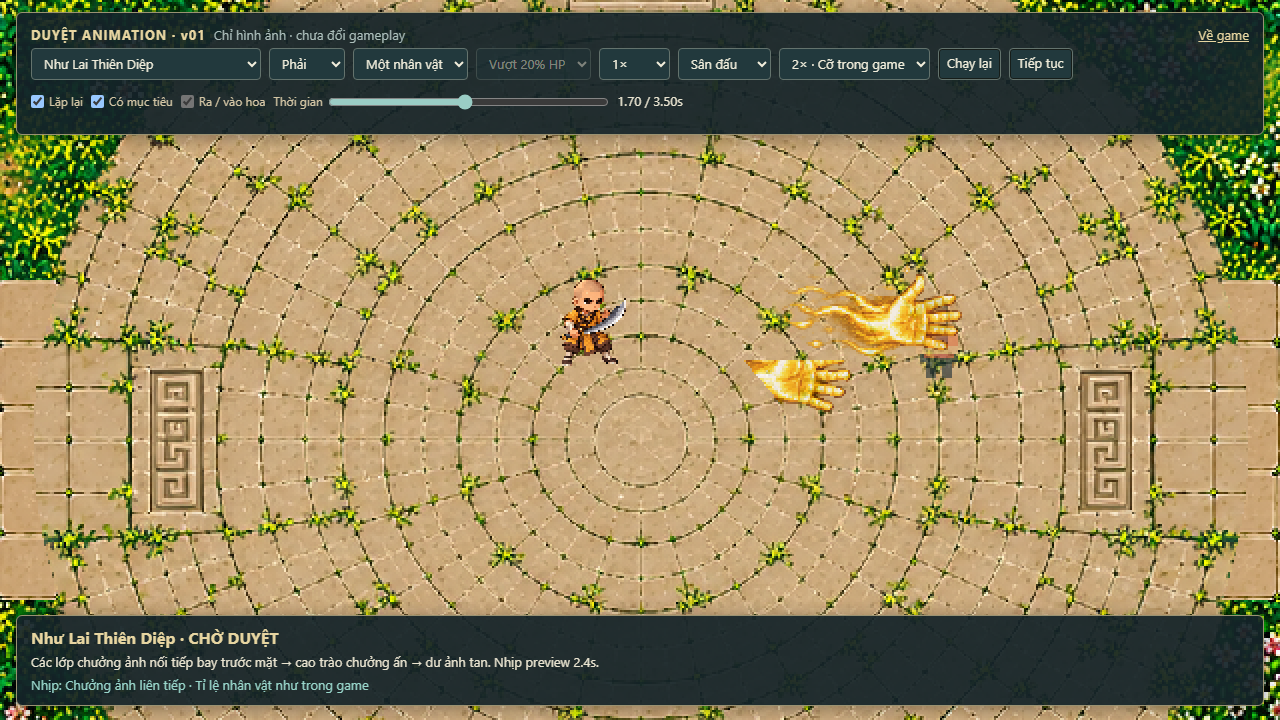 DUYỆT ANIMATION · v01 Chỉ hình ảnh · chưa đổi gameplay Về game
Như Lai Thiên Diệp Phải Một nhân vật Vượt 20% HP 1× Sân đấu 2× · Cỡ trong game Chạy lại Tiếp tục
Lặp lại Có mục tiêu Ra / vào hoa Thời gian 1.70 / 3.50s
Như Lai Thiên Diệp · CHỜ DUYỆT
Các lớp chưởng ảnh nối tiếp bay trước mặt → cao trào chưởng ấn → dư ảnh tan. Nhịp preview 2.4s.
Nhịp: Chưởng ảnh liên tiếp · Tỉ lệ nhân vật như trong game